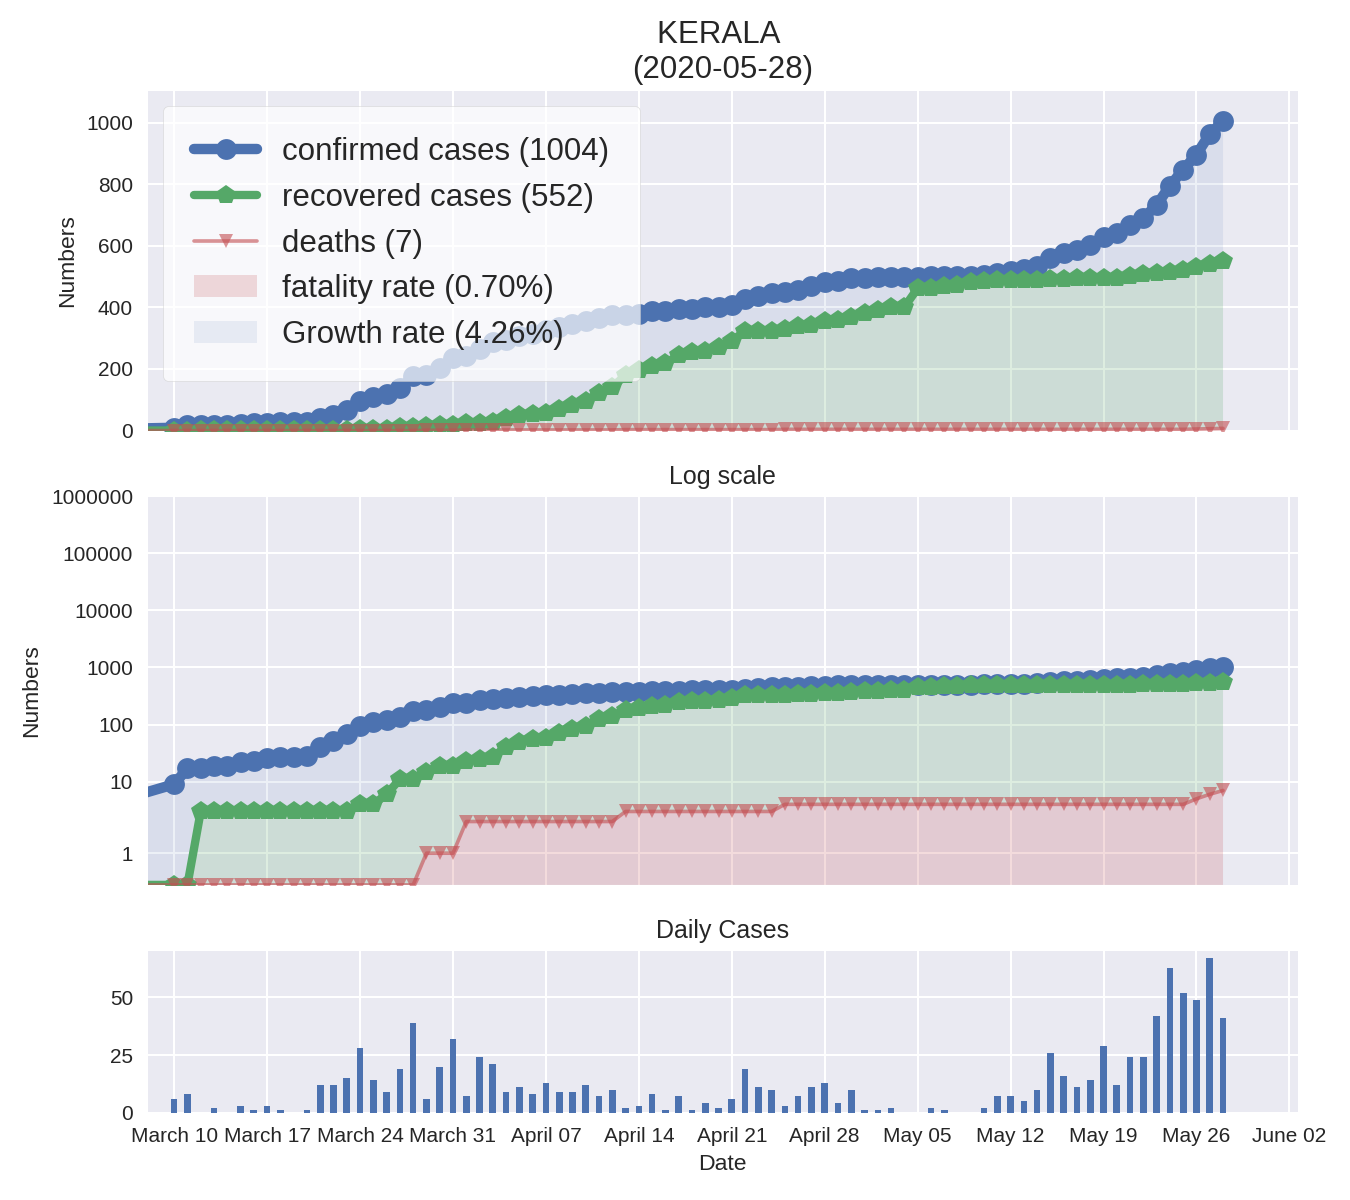 KERALA
(2020-05-28)
1000
800
600
400
200
0
Numbers
confirmed cases (1004)
recovered cases (552)
deaths (7)
fatality rate (0.70%)
Growth rate (4.26%)
Log scale
1000000
100000
10000
1000
100
10
1
Numbers
Daily Cases
50
25
0
March 10 March 17 March 24 March 31 April 07 April 14 April 21 April 28 May 05 May 12 May 19 May 26 June 02
Date